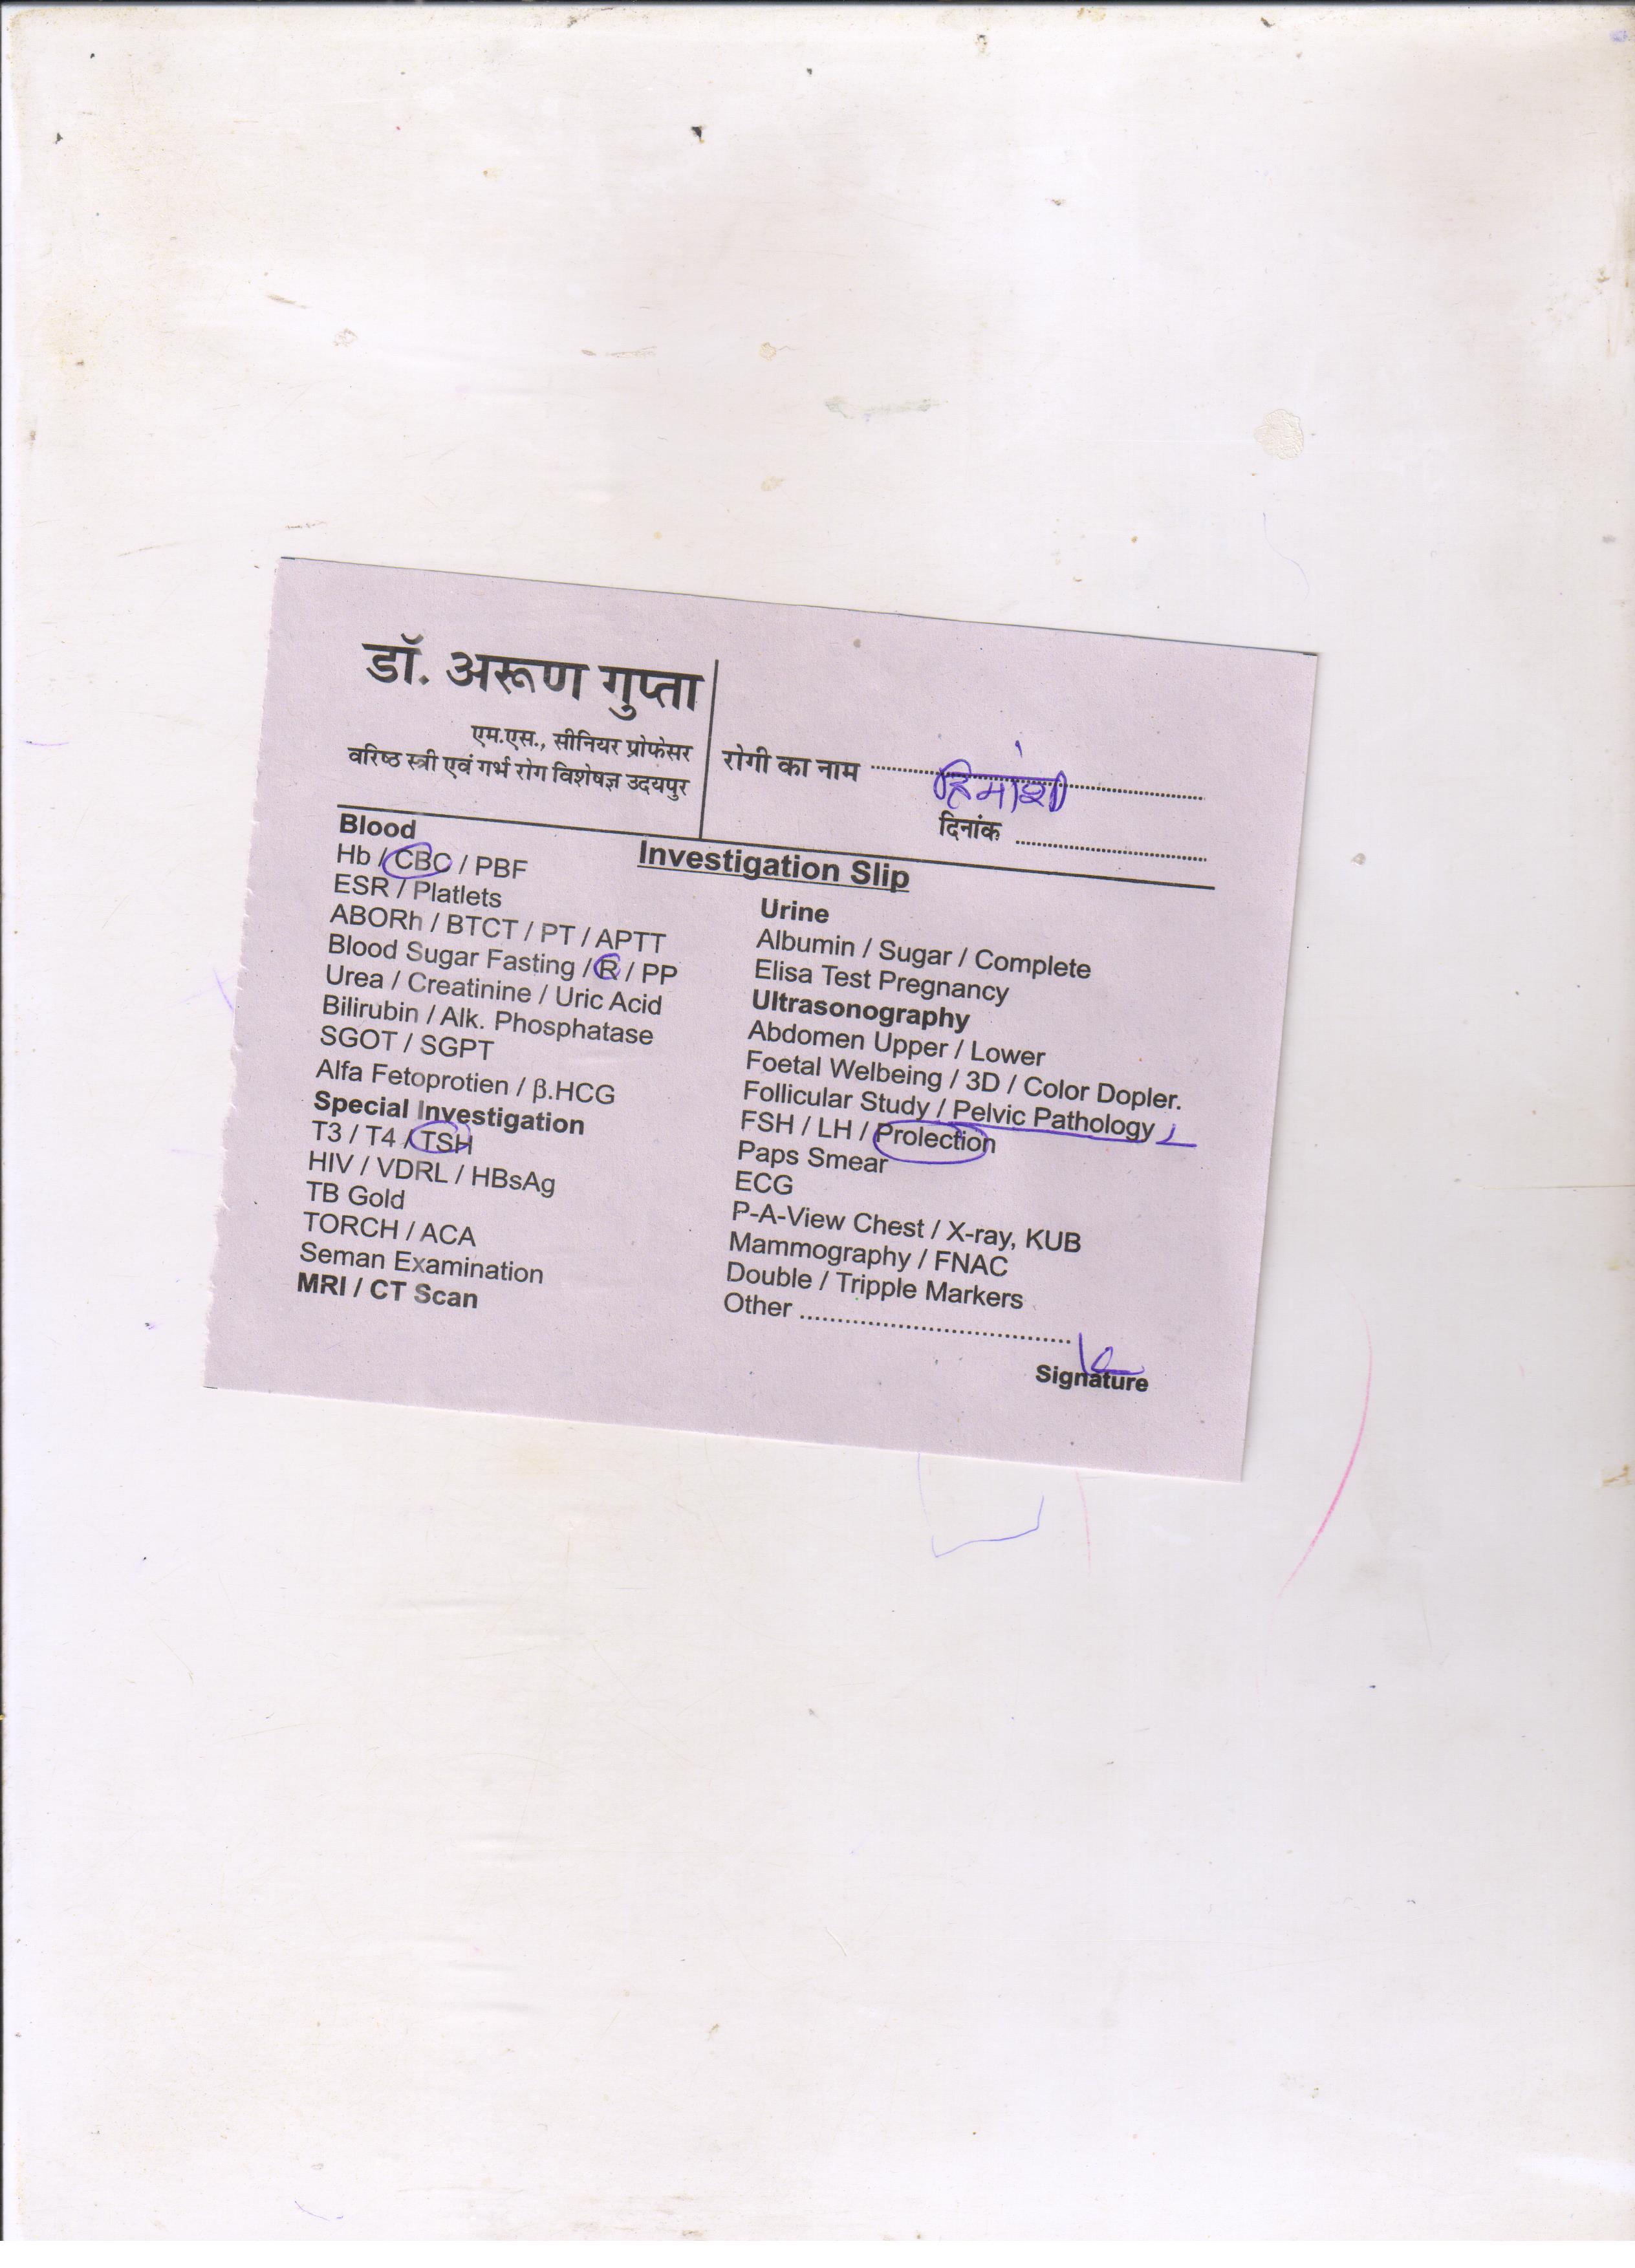 डॉ. अरूण गुप्ता
एम.एस., सीनियर प्रोफेसर
वरिष्ठ स्त्री एवं गर्भ रोग विशेषज्ञ उदयपुर
रोगी का नाम
दिनांक
Investigation Slip
Blood
Hb / CBC / PBF
ESR / Platlets
ABORh / BTCT / PT / APTT
Blood Sugar Fasting / R / PP
Urea / Creatinine / Uric Acid
Bilirubin / Alk. Phosphatase
SGOT / SGPT
Alfa Fetoprotien / β.HCG
Special Investigation
T3 / T4 / TSH
HIV / VDRL / HBsAg
TB Gold
TORCH / ACA
Seman Examination
MRI / CT Scan
Urine
Albumin / Sugar / Complete
Elisa Test Pregnancy
Ultrasonography
Abdomen Upper / Lower
Foetal Welbeing / 3D / Color Dopler.
Follicular Study / Pelvic Pathology
FSH / LH / Prolection
Paps Smear
ECG
P-A-View Chest / X-ray, KUB
Mammography / FNAC
Double / Tripple Markers
Other
Signature